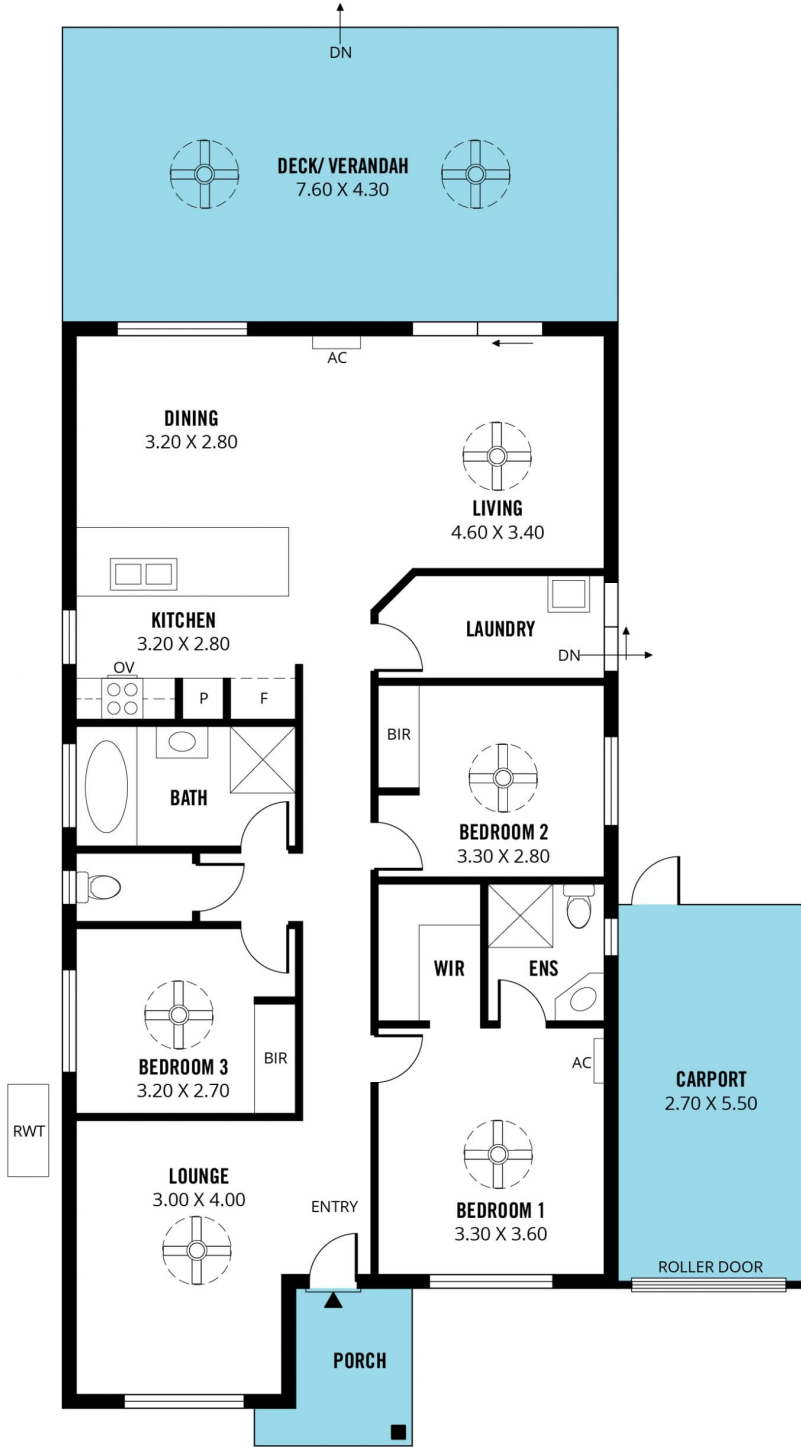 DN
DECK/ VERANDAH
7.60 X 4.30
AC
DINING
3.20 X 2.80
LIVING
4.60 X 3.40
KITCHEN
3.20 X 2.80
LAUNDRY
DN
OV
P
F
BIR
BATH
BEDROOM 2
3.30 X 2.80
WIR
ENS
BEDROOM 3
3.20 X 2.70
BIR
AC
CARPORT
2.70 X 5.50
RWT
LOUNGE
3.00 X 4.00
ENTRY
BEDROOM 1
3.30 X 3.60
ROLLER DOOR
PORCH